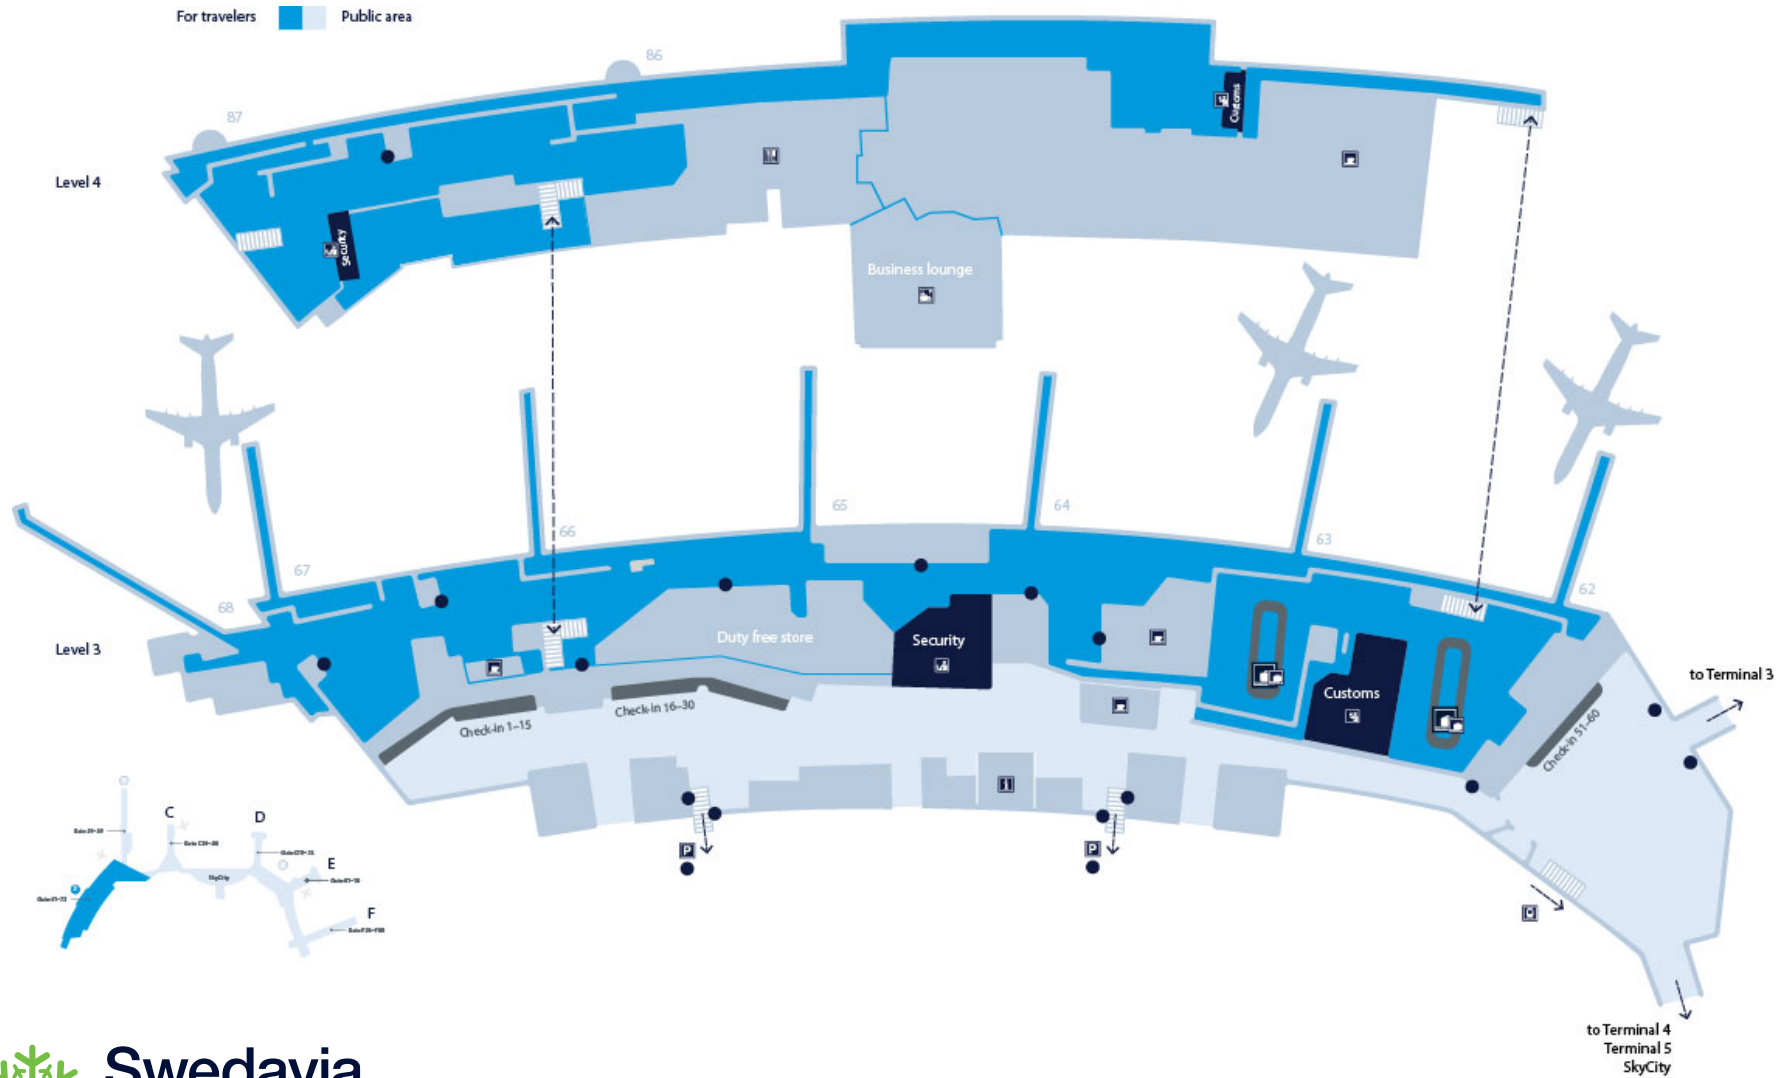 For travelers
Public area
86
87
Customs
Level 4
Security
Business lounge
65
64
66
63
67
62
68
Duty free store
Security
Level 3
to Terminal 3
Customs
Check-in 16–30
Check-in 1–15
Check-in 51–60
P
P
C
D
E
F
SkyCity
to Terminal 4
Terminal 5
SkyCity
Swedavia